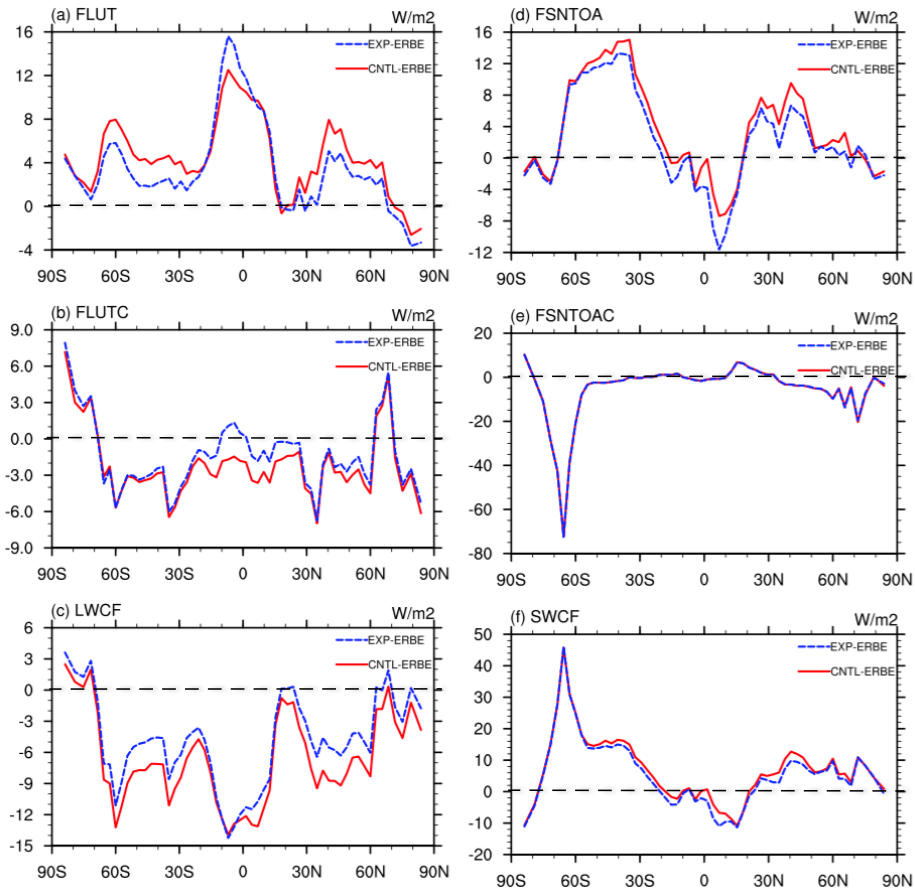 (a) FLUT W/m2
EXP-ERBE
CNTL-ERBE
16
12
8
4
0
-4
90S 60S 30S 0 30N 60N 90N
(d) FSNTOA W/m2
EXP-ERBE
CNTL-ERBE
16
12
8
4
0
-4
-8
-12
90S 60S 30S 0 30N 60N 90N
(b) FLUTC W/m2
EXP-ERBE
CNTL-ERBE
9.0
6.0
3.0
0.0
-3.0
-6.0
-9.0
90S 60S 30S 0 30N 60N 90N
(e) FSNTOAC W/m2
EXP-ERBE
CNTL-ERBE
20
0
-20
-40
-60
-80
90S 60S 30S 0 30N 60N 90N
(c) LWCF W/m2
EXP-ERBE
CNTL-ERBE
6
3
0
-3
-6
-9
-12
-15
90S 60S 30S 0 30N 60N 90N
(f) SWCF W/m2
EXP-ERBE
CNTL-ERBE
50
40
30
20
10
0
-10
-20
90S 60S 30S 0 30N 60N 90N